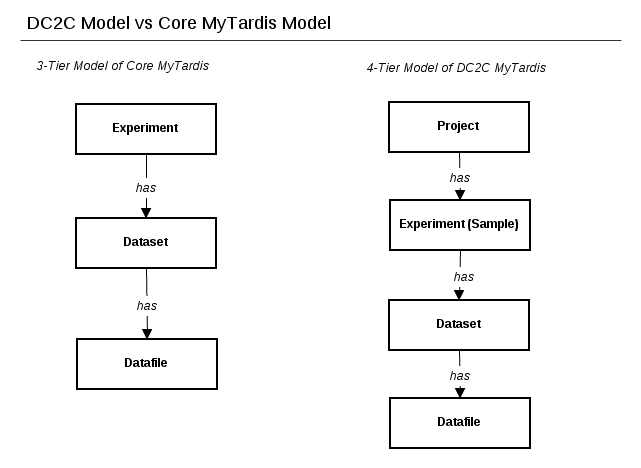 DC2C Model vs Core MyTardis Model
3-Tier Model of Core MyTardis
Experiment
has
Dataset
has
Datafile
4-Tier Model of DC2C MyTardis
Project
has
Experiment (Sample)
has
Dataset
has
Datafile